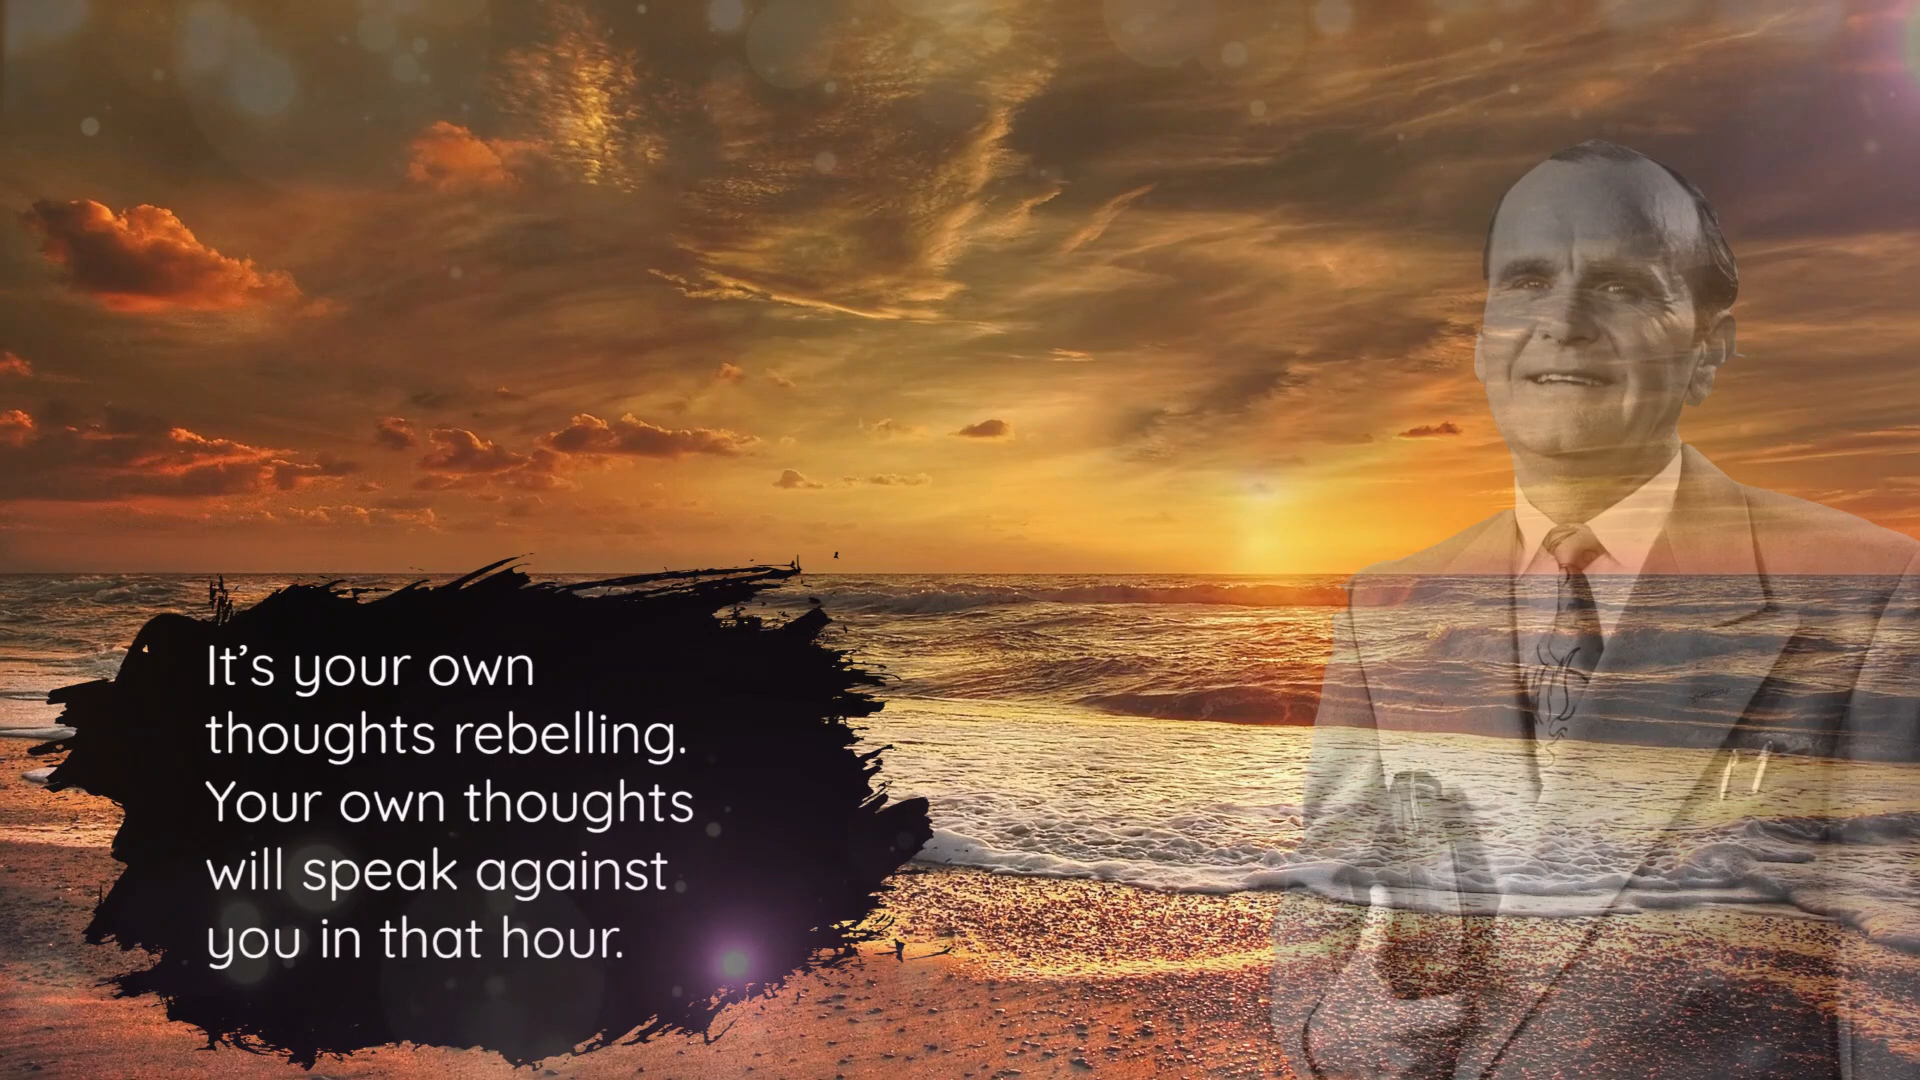 It’s your own
thoughts rebelling.
Your own thoughts
will speak against
you in that hour.